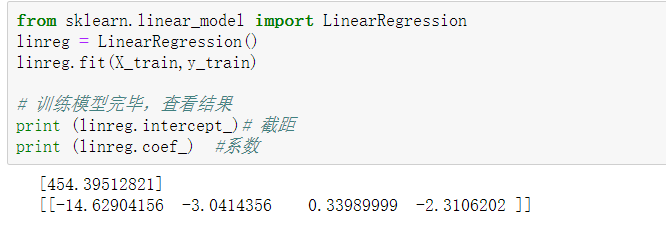 from sklearn.linear_model import LinearRegression
linreg = LinearRegression()
linreg.fit(X_train,y_train)
# 训练模型完毕，查看结果
print (linreg.intercept_)# 截距
print (linreg.coef_)  #系数
[454.39512821]
[[-14.62904156  -3.0414356    0.33989999  -2.3106202 ]]